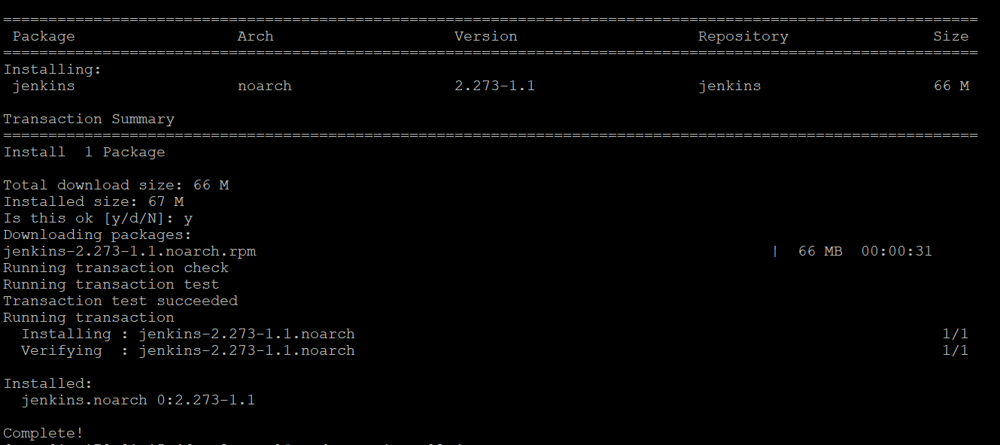 ================================================================================================================
Package Arch Version Repository Size
================================================================================================================
Installing:
jenkins noarch 2.273-1.1 jenkins 66 M
Transaction Summary
================================================================================================================
Install 1 Package
Total download size: 66 M
Installed size: 67 M
Is this ok [y/d/N]: y
Downloading packages:
jenkins-2.273-1.1.noarch.rpm | 66 MB 00:00:31
Running transaction check
Running transaction test
Transaction test succeeded
Running transaction
Installing : jenkins-2.273-1.1.noarch 1/1
Verifying : jenkins-2.273-1.1.noarch 1/1
Installed:
jenkins.noarch 0:2.273-1.1
Complete!